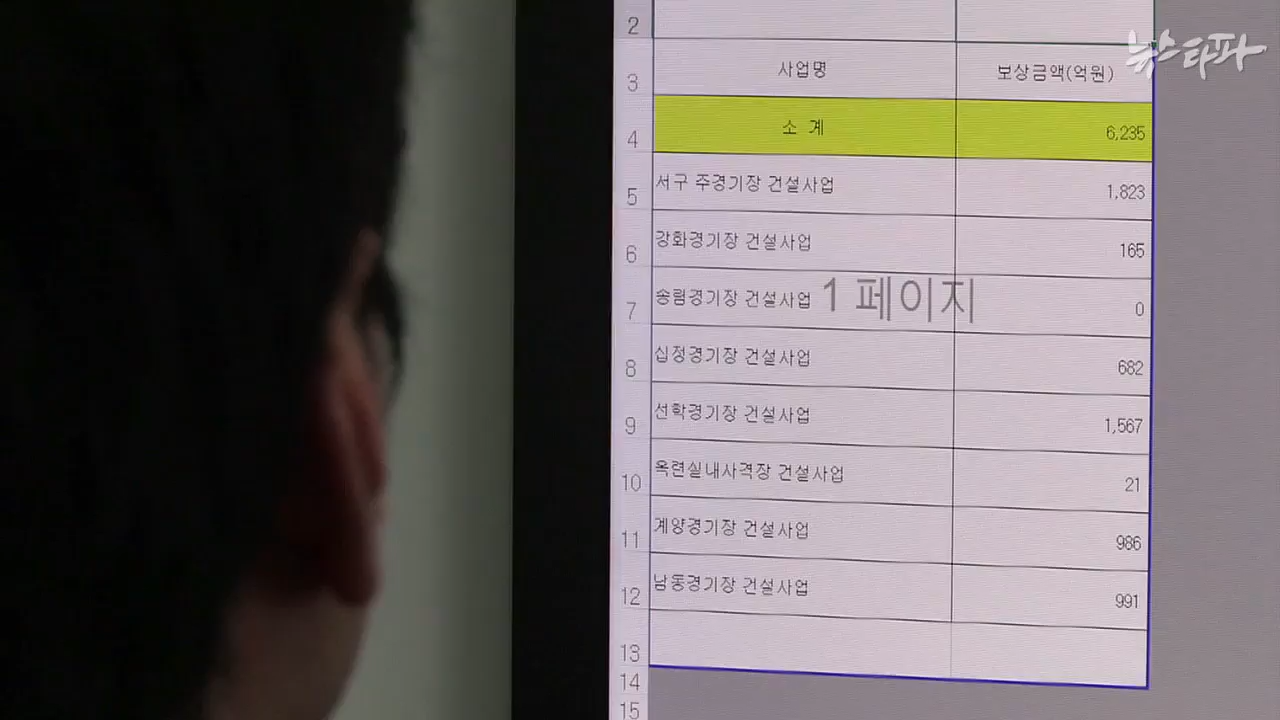 뉴스타파
2
3 사업명 보상금액(억원)
4 소 계 6,235
5 서구 주경기장 건설사업 1,823
6 강화경기장 건설사업 165
7 송림경기장 건설사업 1 페이지 0
8 십정경기장 건설사업 682
9 선학경기장 건설사업 1,567
10 옥련실내사격장 건설사업 21
11 계양경기장 건설사업 986
12 남동경기장 건설사업 991
13
14
15